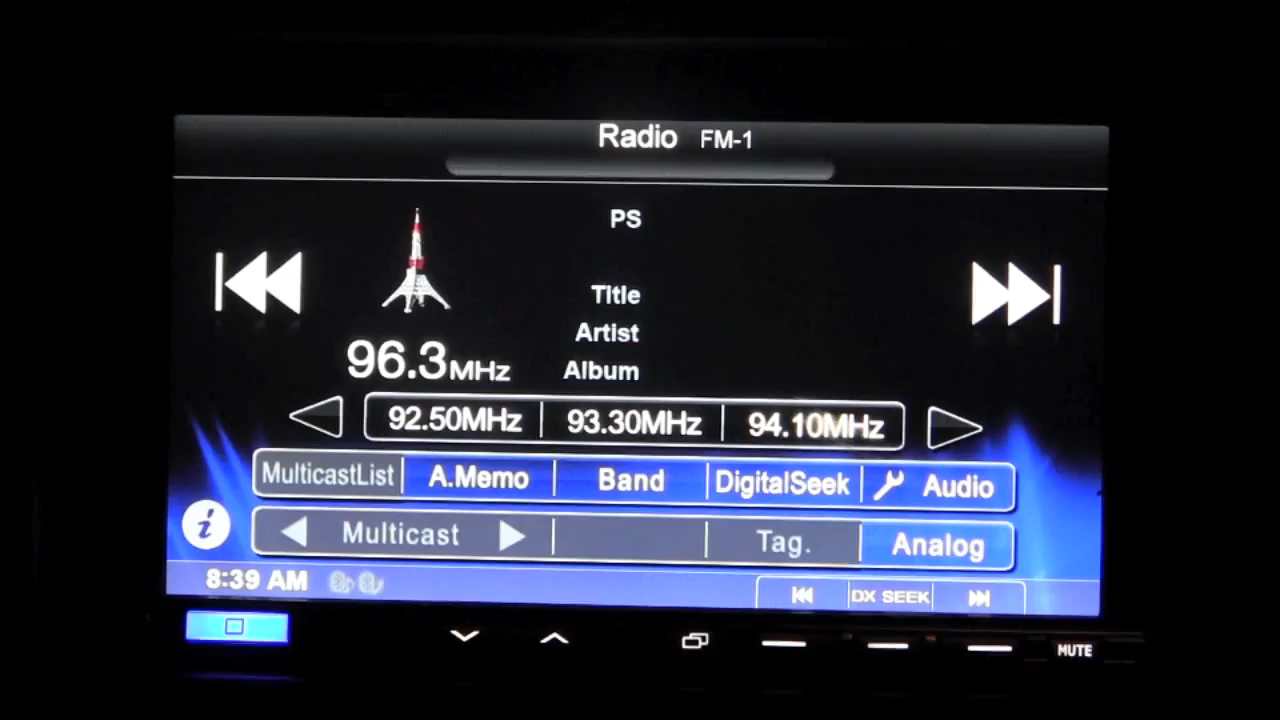 Radio FM-1
PS
Title
Artist
96.3MHz
Album
92.50MHz 93.30MHz 94.10MHz
MulticastList A.Memo Band DigitalSeek Audio
i Multicast Tag. Analog
8:39 AM DX SEEK
MUTE